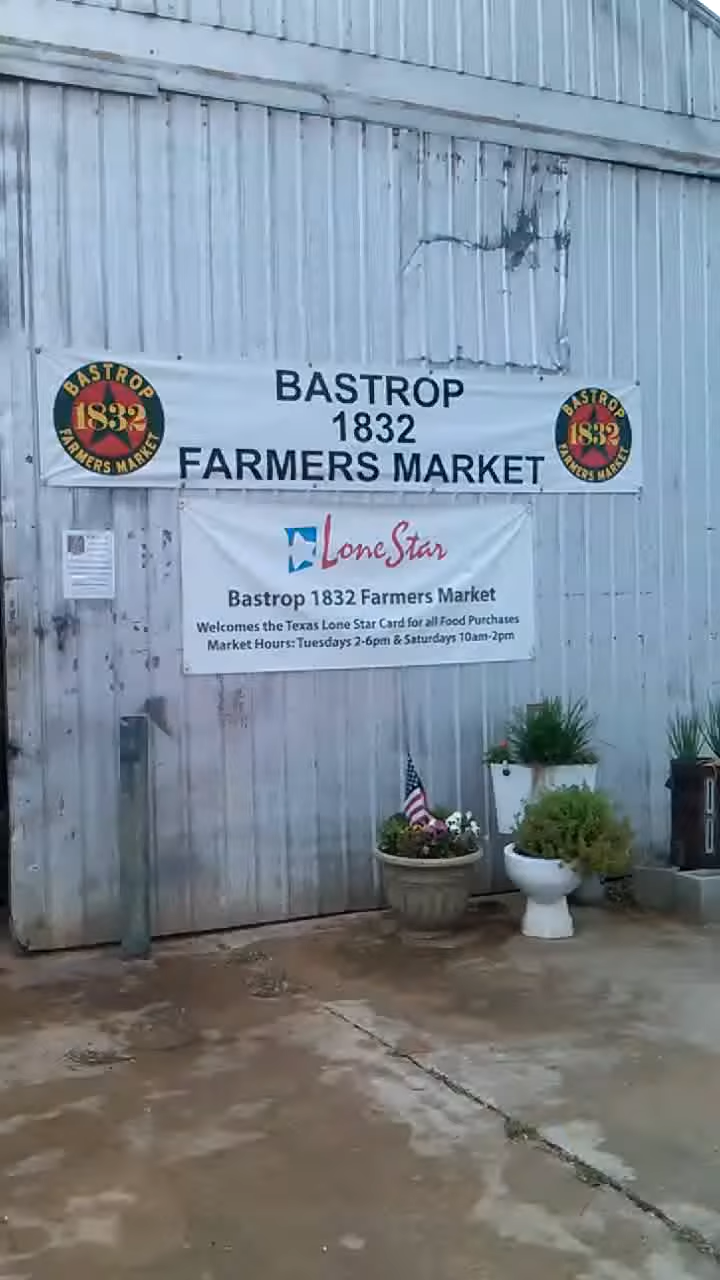 BASTROP
1832
FARMERS MARKET
BASTROP
1832
FARMERS MARKET
BASTROP
1832
FARMERS MARKET
Lone Star
Bastrop 1832 Farmers Market
Welcomes the Texas Lone Star Card for all Food Purchases
Market Hours: Tuesdays 2-6pm & Saturdays 10am-2pm